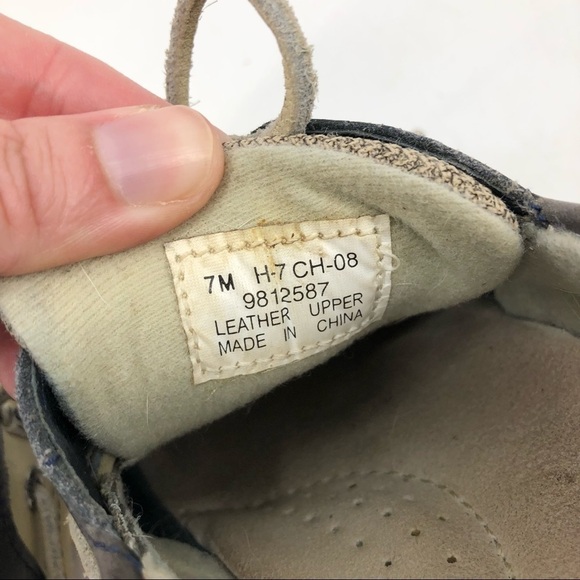 7M H-7 CH-08
9812587
LEATHER UPPER
MADE IN CHINA